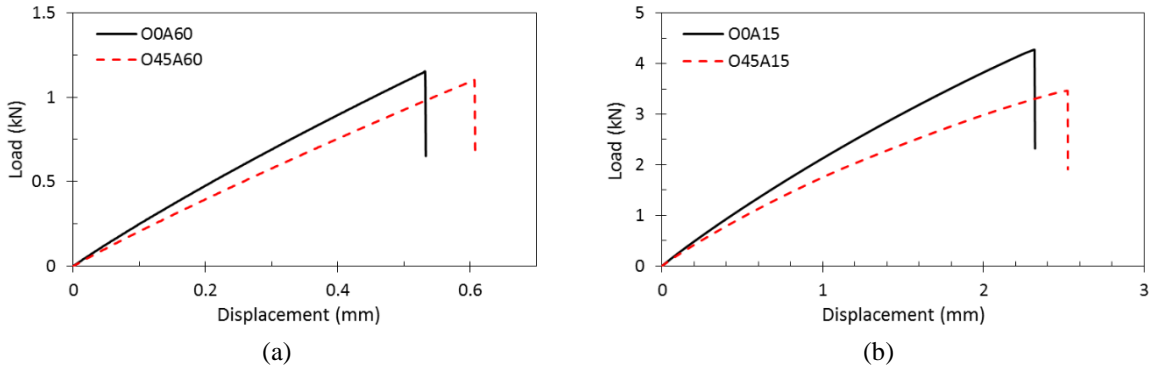 O0A60
O45A60
Load (kN)
1.5
1
0.5
0
0 0.2 0.4 0.6
Displacement (mm)
(a)
O0A15
O45A15
Load (kN)
5
4
3
2
1
0
0 1 2 3
Displacement (mm)
(b)